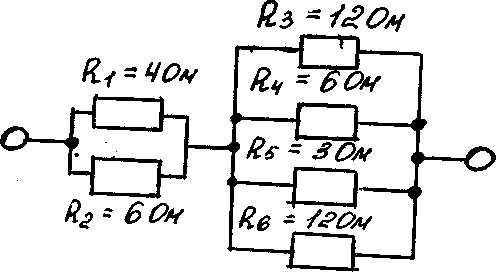 R3 = 12 Ом
R1 = 4 Ом
R4 = 6 Ом
R5 = 3 Ом
R2 = 6 Ом
R6 = 12 Ом